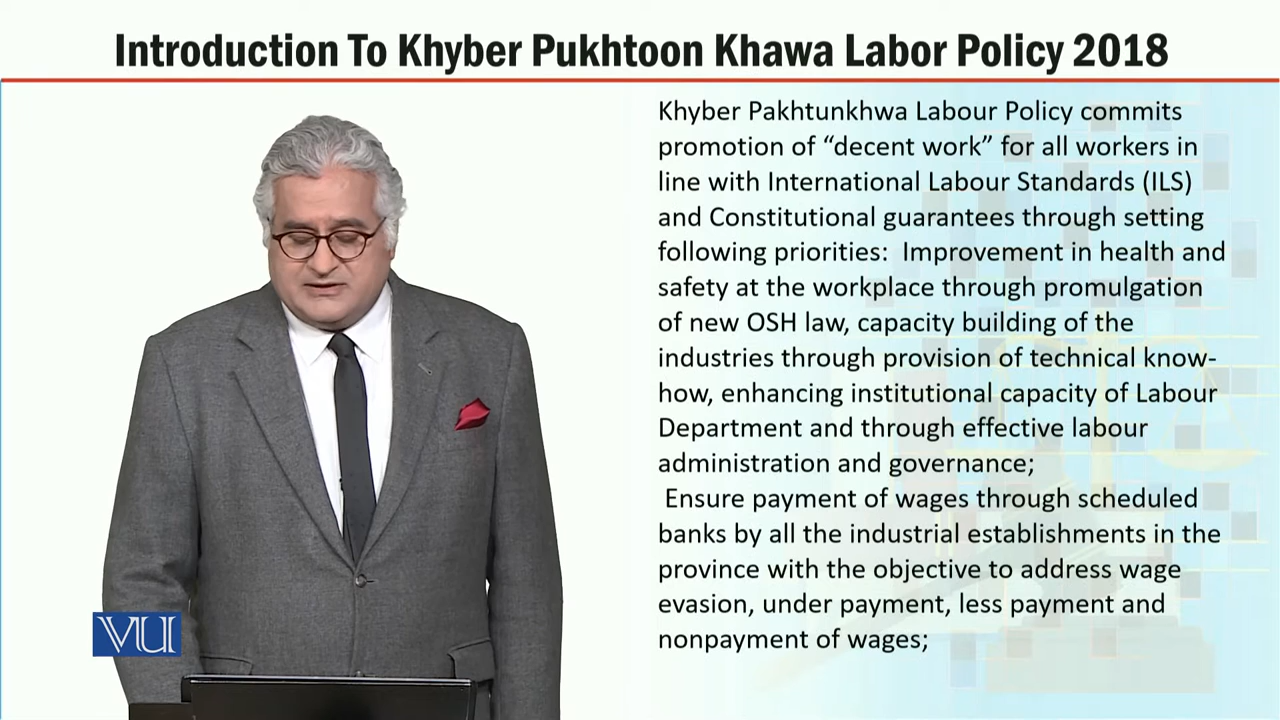 Introduction To Khyber Pukhtoon Khawa Labor Policy 2018
Khyber Pakhtunkhwa Labour Policy commits
promotion of “decent work” for all workers in
line with International Labour Standards (ILS)
and Constitutional guarantees through setting
following priorities:  Improvement in health and
safety at the workplace through promulgation
of new OSH law, capacity building of the
industries through provision of technical know-
how, enhancing institutional capacity of Labour
Department and through effective labour
administration and governance;
Ensure payment of wages through scheduled
banks by all the industrial establishments in the
province with the objective to address wage
evasion, under payment, less payment and
nonpayment of wages;
VU